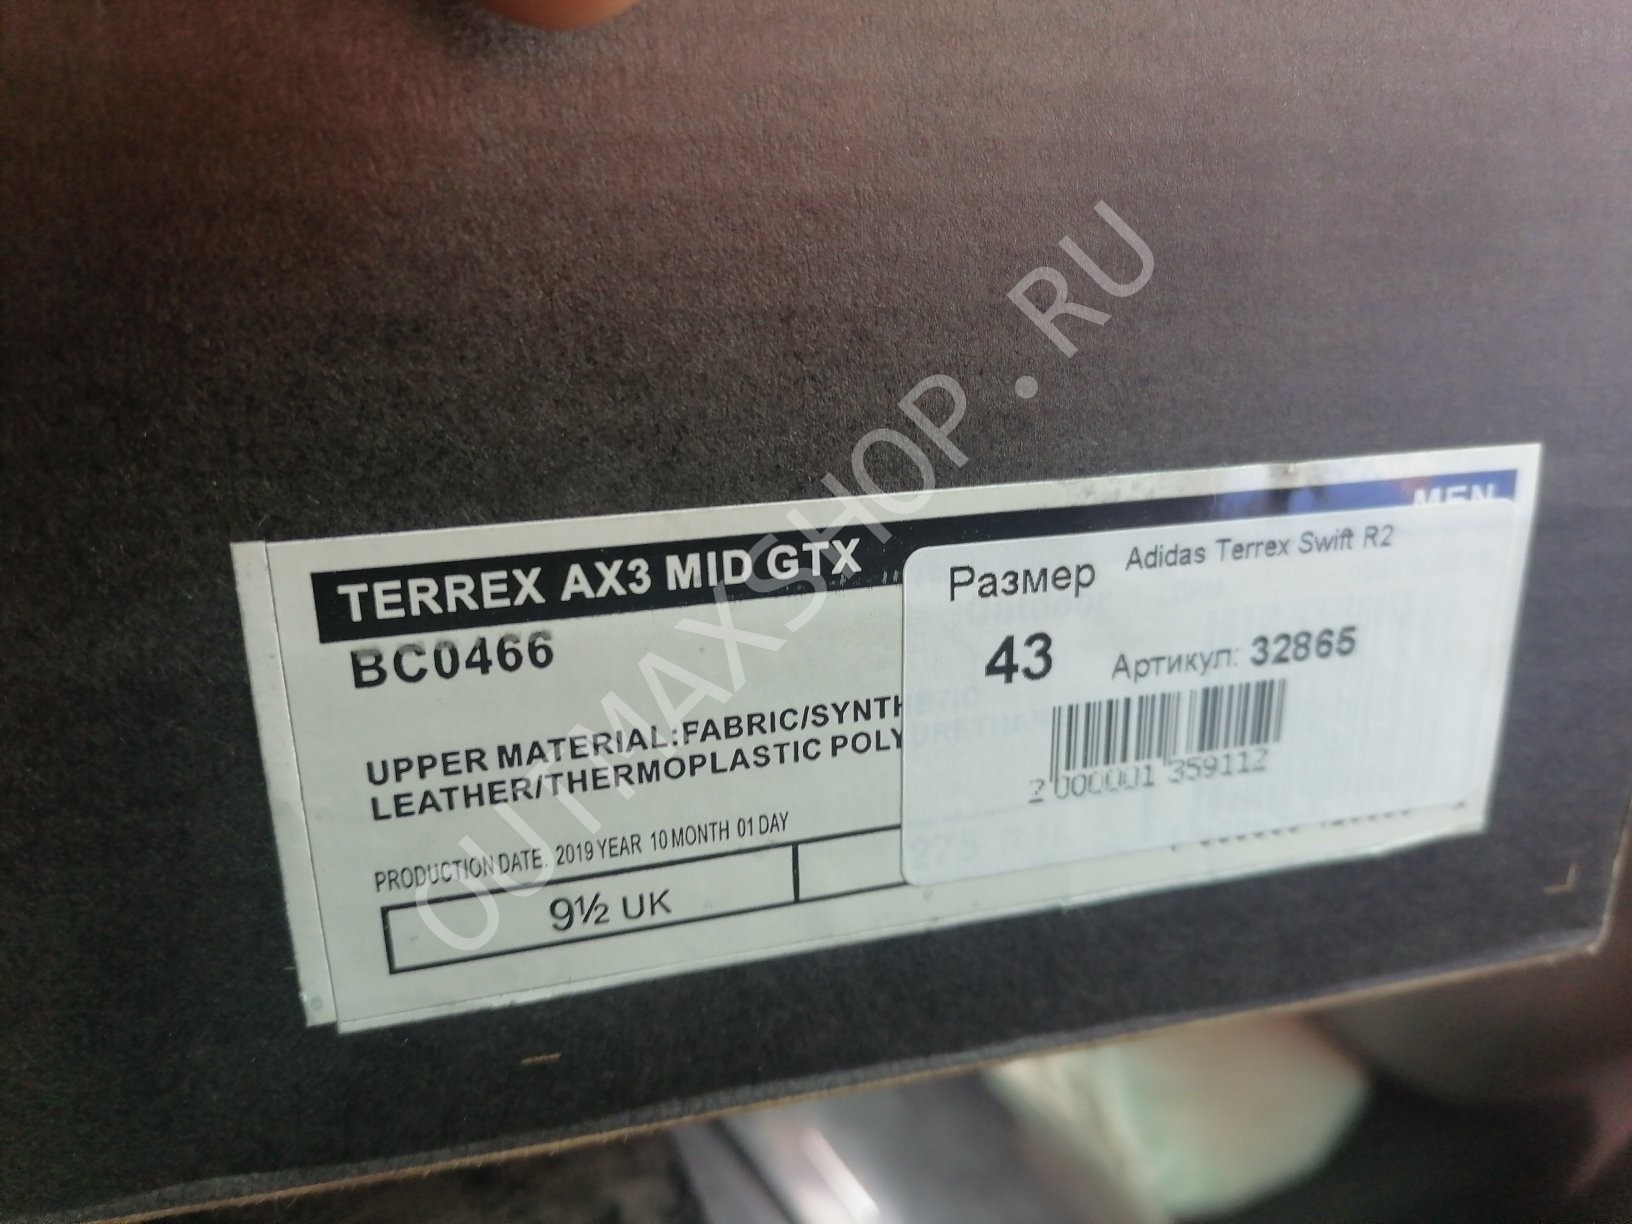 OUTMAXSHOP.RU
MEN
TERREX AX3 MID GTX
BC0466
UPPER MATERIAL:FABRIC/SYNTH
LEATHER/THERMOPLASTIC POLY
PRODUCTION DATE. 2019 YEAR 10 MONTH 01 DAY
9½ UK
Размер
Adidas Terrex Swift R2
43
Артикул: 32865
2 000001 359112